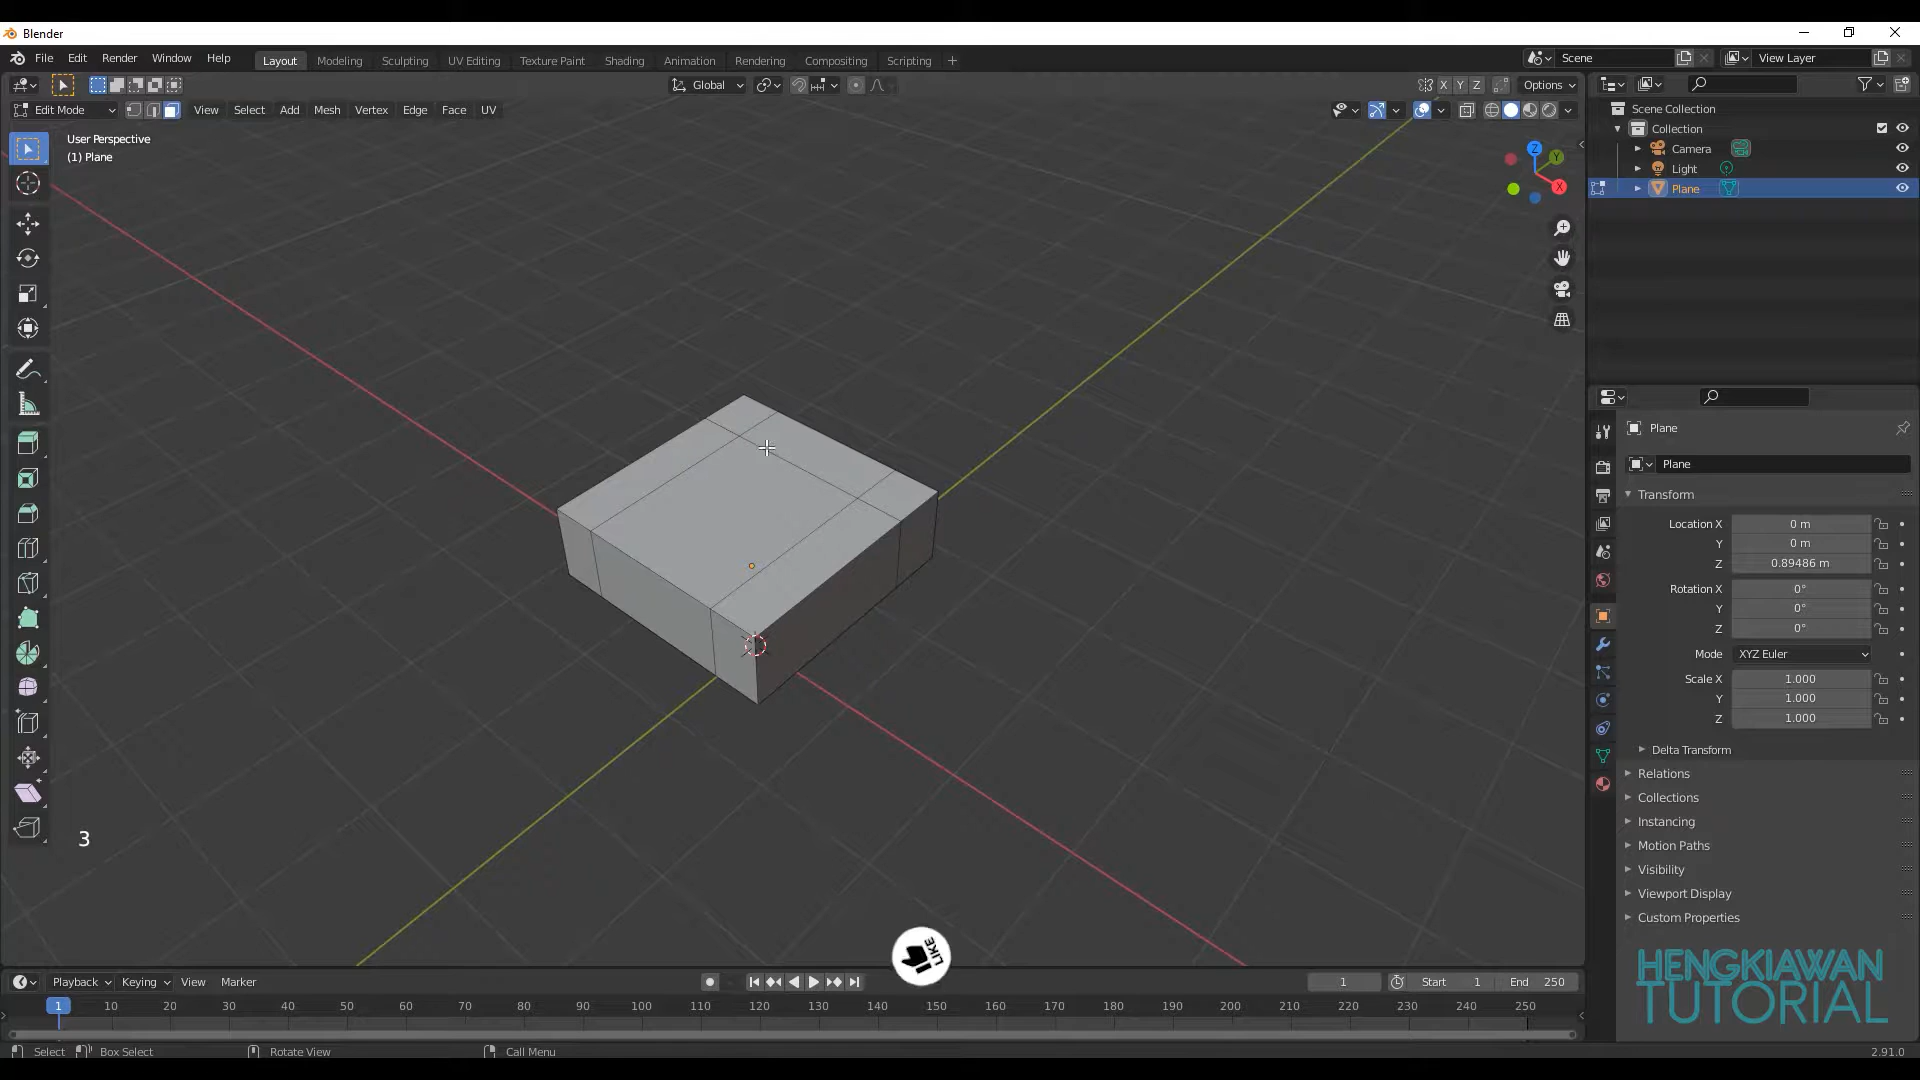 Blender
File Edit Render Window Help Layout Modeling Sculpting UV Editing Texture Paint Shading Animation Rendering Compositing Scripting + Scene View Layer
Global X Y Z Options
Edit Mode View Select Add Mesh Vertex Edge Face UV
User Perspective
(1) Plane
Z
Y
X
Scene Collection
Collection
Camera
Light
Plane
Plane
Plane
Transform
Location X 0 m
Y 0 m
Z 0.89486 m
Rotation X 0°
Y 0°
Z 0°
Mode XYZ Euler
Scale X 1.000
Y 1.000
Z 1.000
Delta Transform
Relations
Collections
Instancing
Motion Paths
Visibility
Viewport Display
Custom Properties
3
LIKE
HENGKIAWAN
TUTORIAL
Playback Keying View Marker 1 Start 1 End 250
1 10 20 30 40 50 60 70 80 90 100 110 120 130 140 150 160 170 180 190 200 210 220 230 240 250
Select Box Select Rotate View Call Menu 2.91.0